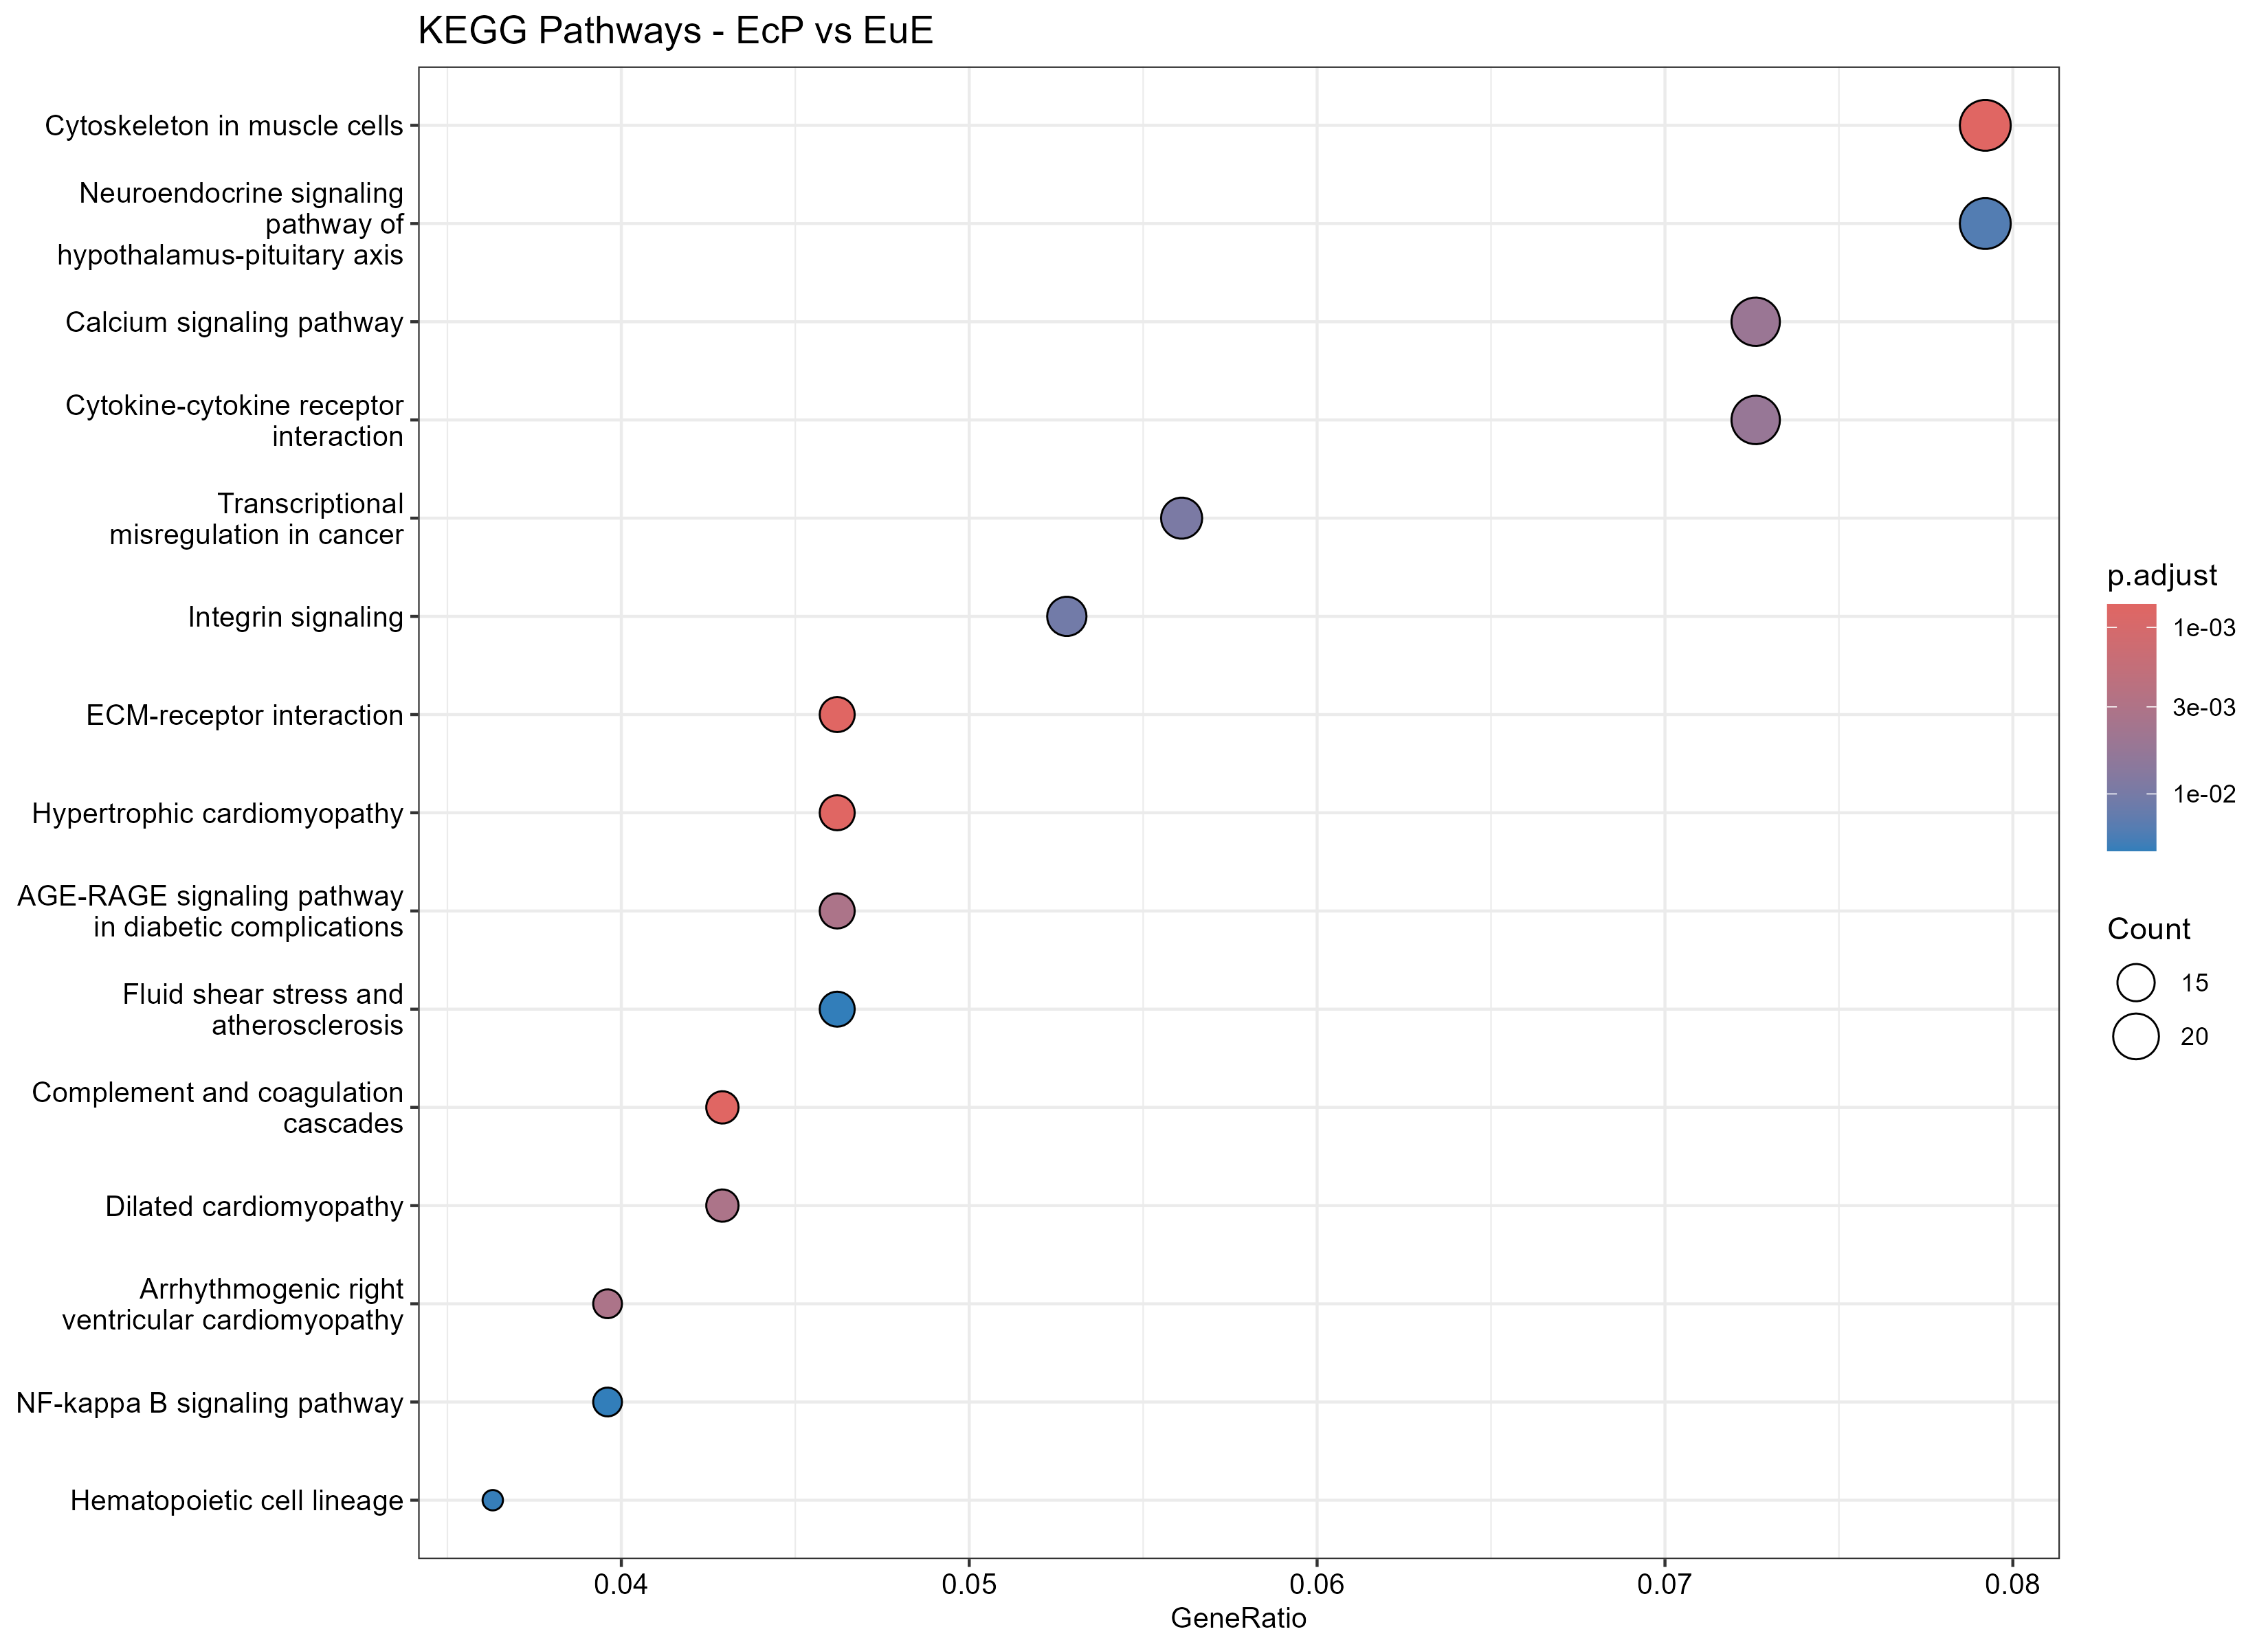 KEGG Pathways - EcP vs EuE
Cytoskeleton in muscle cells
Neuroendocrine signaling
pathway of
hypothalamus-pituitary axis
Calcium signaling pathway
Cytokine-cytokine receptor
interaction
Transcriptional
misregulation in cancer
Integrin signaling
ECM-receptor interaction
Hypertrophic cardiomyopathy
AGE-RAGE signaling pathway
in diabetic complications
Fluid shear stress and
atherosclerosis
Complement and coagulation
cascades
Dilated cardiomyopathy
Arrhythmogenic right
ventricular cardiomyopathy
NF-kappa B signaling pathway
Hematopoietic cell lineage
0.04 0.05 0.06 0.07 0.08
GeneRatio
p.adjust
1e-03
3e-03
1e-02
Count
15
20